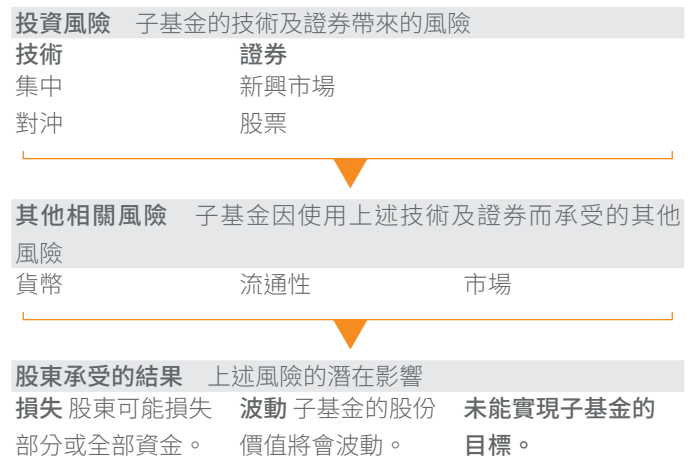 投資風險 子基金的技術及證券帶來的風險
技術 證券
集中 新興市場
對沖 股票
其他相關風險 子基金因使用上述技術及證券而承受的其他
風險
貨幣 流通性 市場
股東承受的結果 上述風險的潛在影響
損失 股東可能損失 波動 子基金的股份 未能實現子基金的
部分或全部資金。 價值將會波動。 目標。